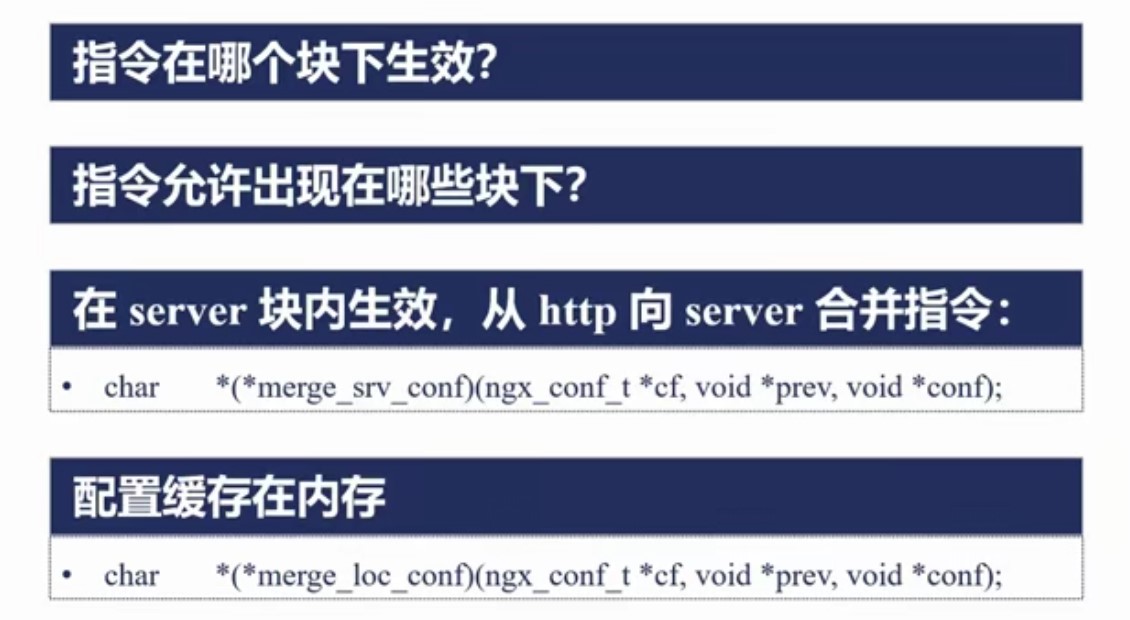 指令在哪个块下生效?
指令允许出现在哪些块下?
在 server 块内生效，从 http 向 server 合并指令：
• char *(*merge_srv_conf)(ngx_conf_t *cf, void *prev, void *conf);
配置缓存在内存
• char *(*merge_loc_conf)(ngx_conf_t *cf, void *prev, void *conf);